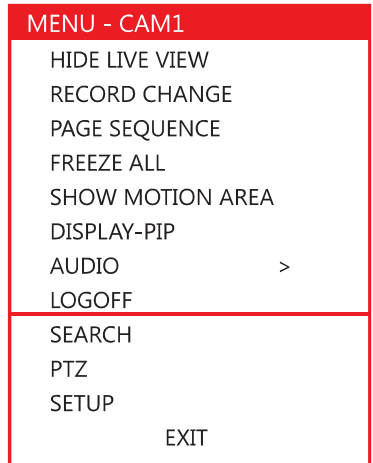 MENU - CAM1
HIDE LIVE VIEW
RECORD CHANGE
PAGE SEQUENCE
FREEZE ALL
SHOW MOTION AREA
DISPLAY-PIP
AUDIO >
LOGOFF
SEARCH
PTZ
SETUP
EXIT